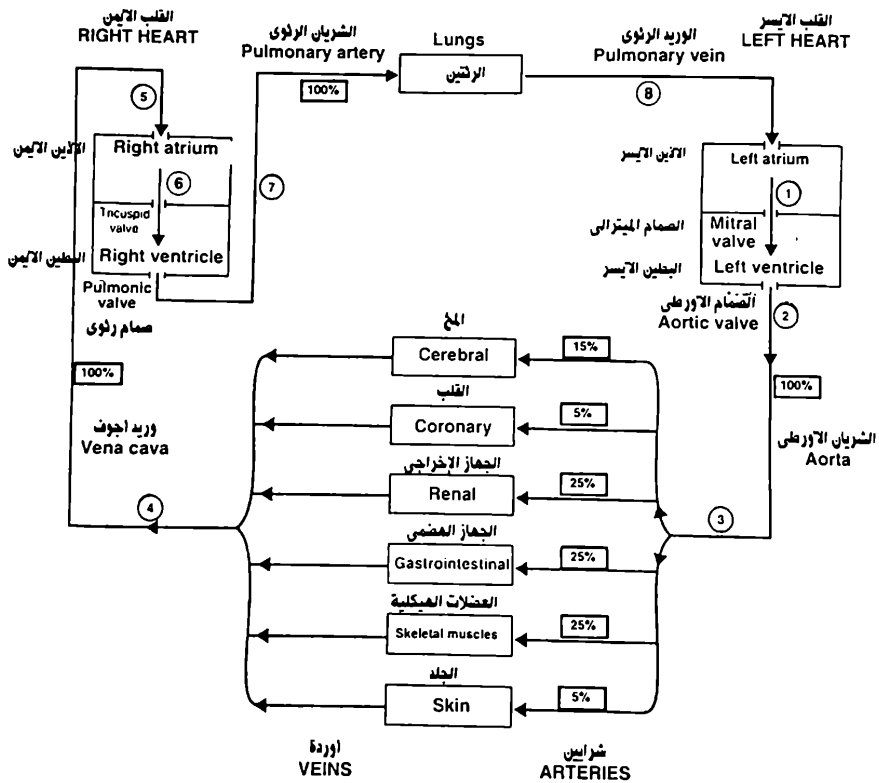 القلب الايمن
RIGHT HEART
الشريان الرئوى
Pulmonary artery
Lungs
الرئتين
الوريد الرئوى
Pulmonary vein
القلب الايسر
LEFT HEART
100%
5
8
الاذين الايمن
Right atrium
6
7
Tricuspid
valve
البطين الايمن
Right ventricle
Pulmonic
valve
صمام رئوى
الاذين الايسر
Left atrium
1
الصمام الميترالى
Mitral
valve
البطين الايسر
Left ventricle
الصمام الاورطى
Aortic valve
2
100%
الشريان الاورطى
Aorta
المخ
Cerebral
15%
القلب
Coronary
5%
الجهاز الإخراجى
Renal
25%
الجهاز الهضمى
Gastrointestinal
25%
العضلات الهيكلية
Skeletal muscles
25%
الجلد
Skin
5%
3
100%
وريد اجوف
Vena cava
4
اوردة
VEINS
شرايين
ARTERIES